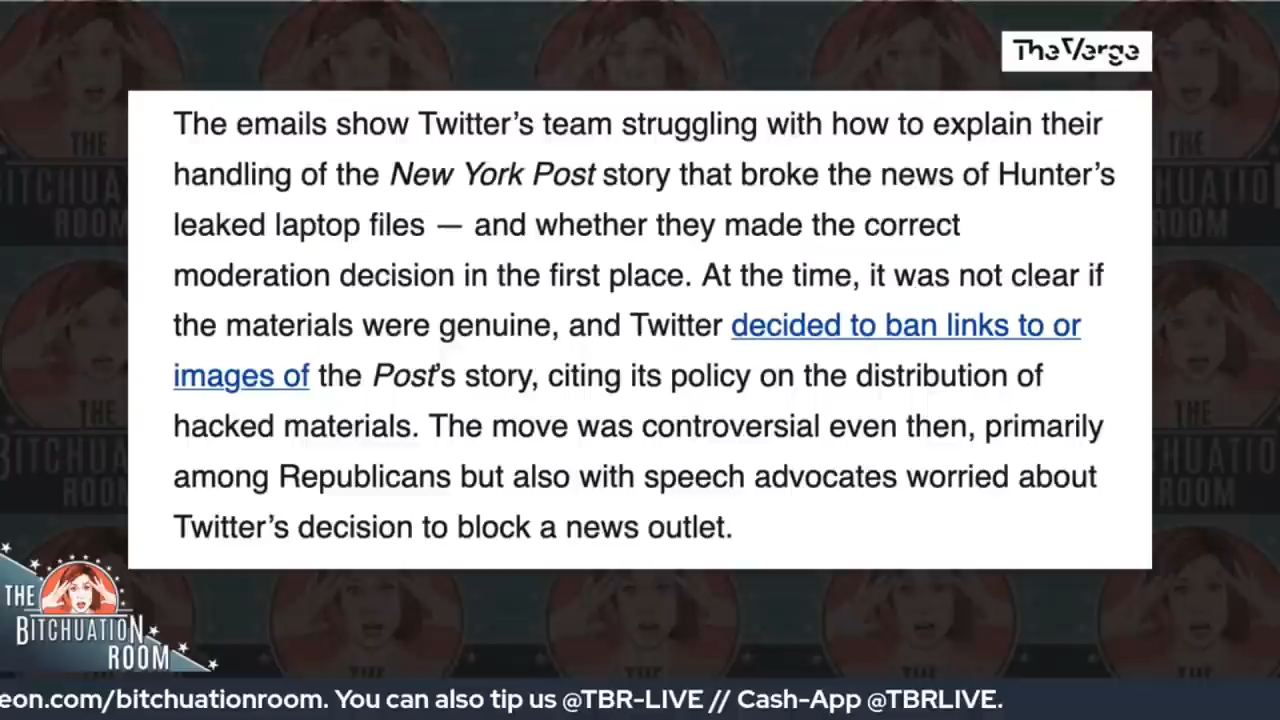 TheVerge
The emails show Twitter’s team struggling with how to explain their
handling of the New York Post story that broke the news of Hunter’s
leaked laptop files — and whether they made the correct
moderation decision in the first place. At the time, it was not clear if
the materials were genuine, and Twitter decided to ban links to or
images of the Post’s story, citing its policy on the distribution of
hacked materials. The move was controversial even then, primarily
among Republicans but also with speech advocates worried about
Twitter’s decision to block a news outlet.
THE
BITCHUATION
ROOM
eon.com/bitchuationroom. You can also tip us @TBR-LIVE // Cash-App @TBRLIVE.